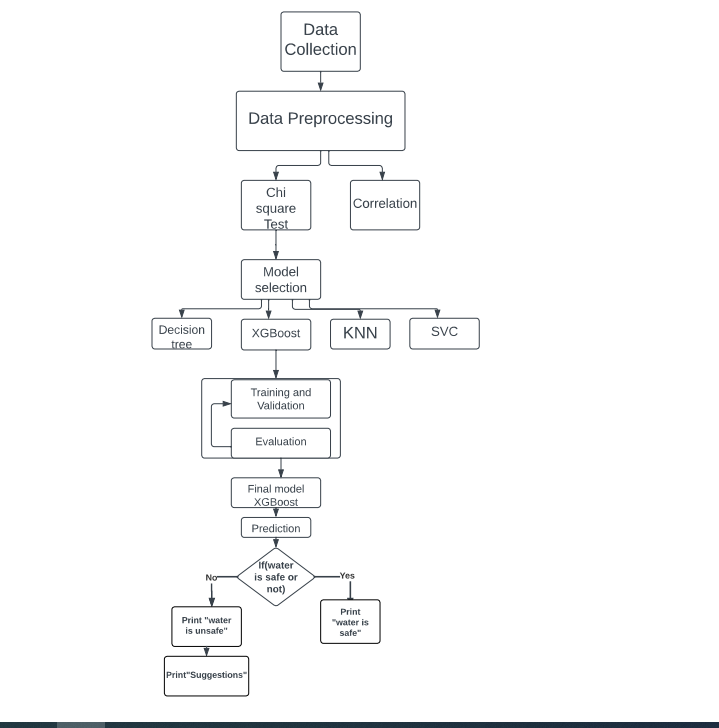 Data
Collection
Data Preprocessing
Chi
square
Test
Correlation
Model
selection
Decision
tree
XGBoost
KNN
SVC
Training and
Validation
Evaluation
Final model
XGBoost
Prediction
If(water
is safe or
not)
No
Yes
Print "water
is unsafe"
Print
"water is
safe"
Print"Suggestions"